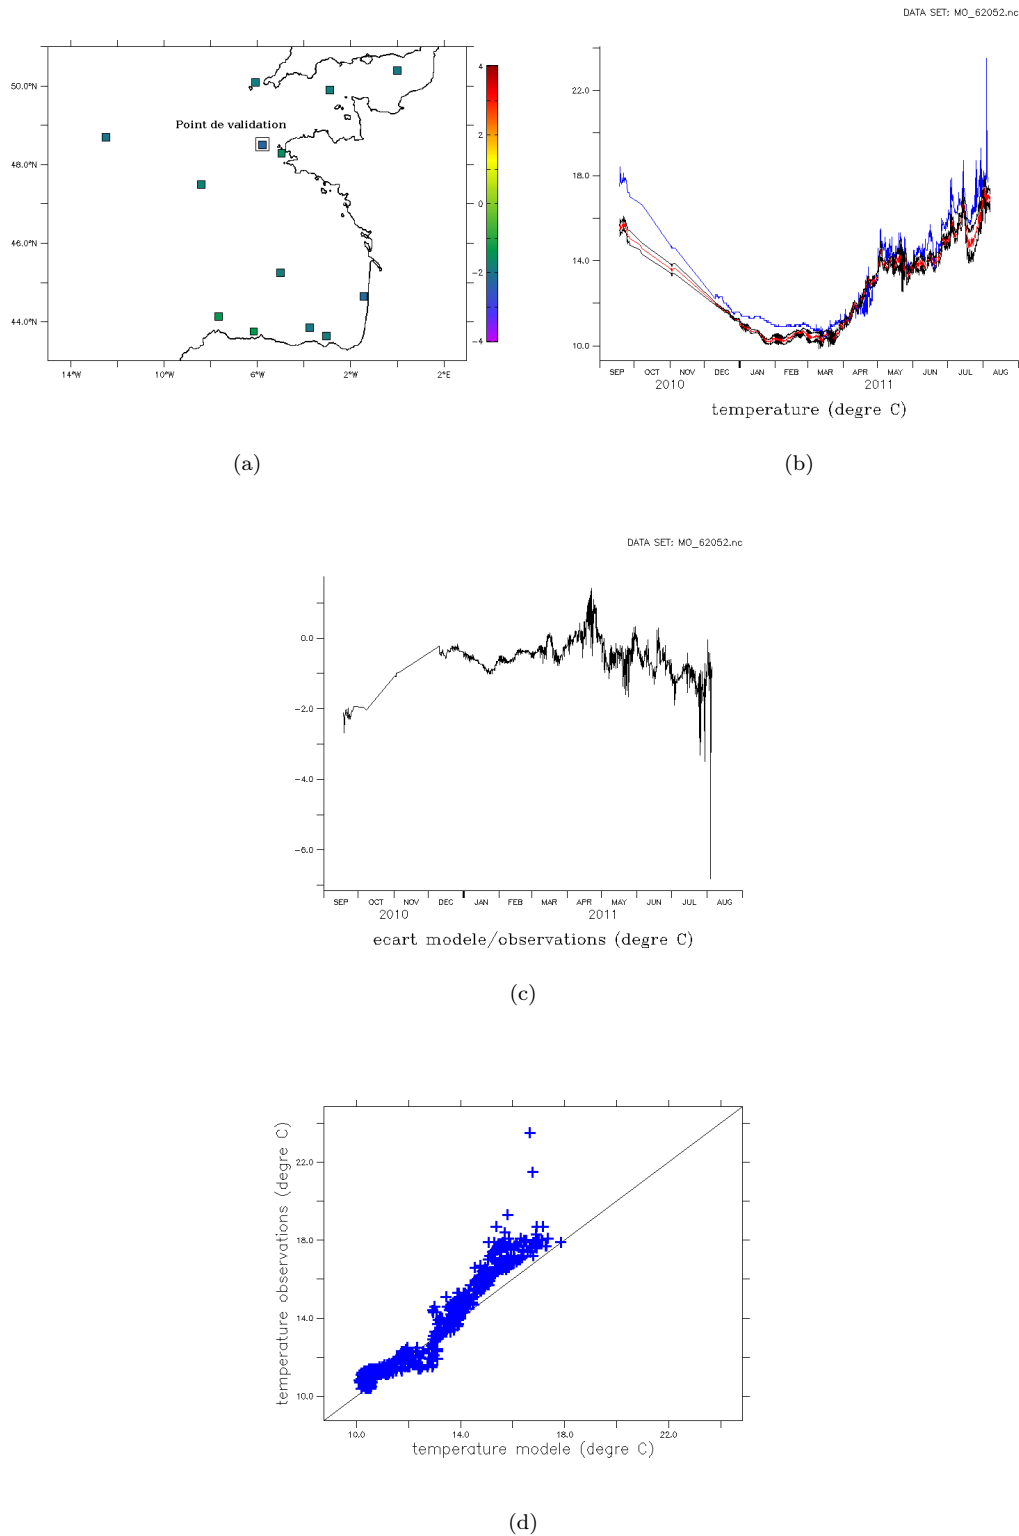 DATA SET: MO_62052.nc
Point de validation
50.0°N
48.0°N
46.0°N
44.0°N
14°W 10°W 6°W 2°W 2°E
4
2
0
−2
−4
22.0
18.0
14.0
10.0
SEP OCT NOV DEC JAN FEB MAR APR MAY JUN JUL AUG
2010 2011
temperature (degre C)
(a)
(b)
DATA SET: MO_62052.nc
0.0
−2.0
−4.0
−6.0
SEP OCT NOV DEC JAN FEB MAR APR MAY JUN JUL AUG
2010 2011
ecart modele/observations (degre C)
(c)
temperature observations (degre C)
22.0
18.0
14.0
10.0
10.0 14.0 18.0 22.0
temperature modele (degre C)
(d)